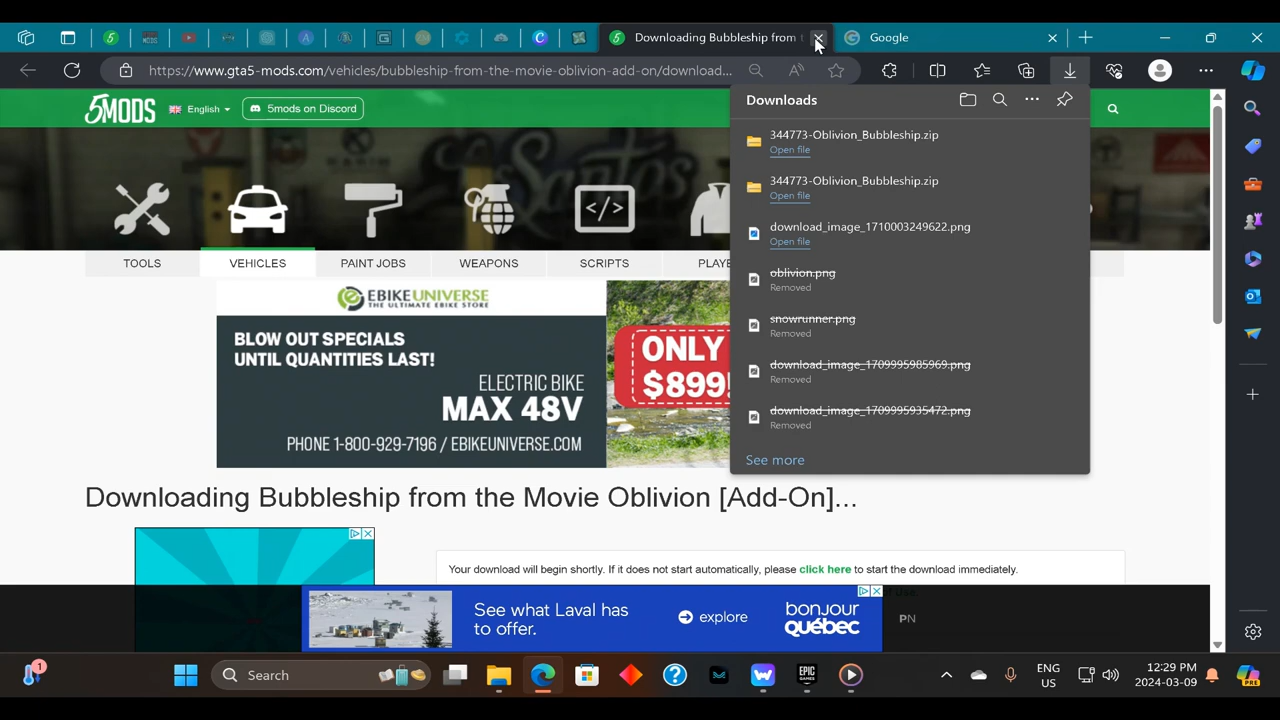 Downloading Bubbleship from t
Google
https://www.gta5-mods.com/vehicles/bubbleship-from-the-movie-oblivion-add-on/download...
5MODS
English
5mods on Discord
Downloads
344773-Oblivion_Bubbleship.zip
Open file
344773-Oblivion_Bubbleship.zip
Open file
download_image_1710003249622.png
Open file
oblivion.png
Removed
snowrunner.png
Removed
download_image_1709995985969.png
Removed
download_image_1709995935472.png
Removed
See more
TOOLS
VEHICLES
PAINT JOBS
WEAPONS
SCRIPTS
PLAYE
EBIKEUNIVERSE
THE ULTIMATE EBIKE STORE
BLOW OUT SPECIALS
UNTIL QUANTITIES LAST!
ELECTRIC BIKE
MAX 48V
PHONE 1-800-929-7196 / EBIKEUNIVERSE.COM
ONLY
$899
Downloading Bubbleship from the Movie Oblivion [Add-On]...
Your download will begin shortly. If it does not start automatically, please click here to start the download immediately.
of Use.
See what Laval has
to offer.
explore
bonjour
québec
PN
1
Search
ENG
US
12:29 PM
2024-03-09
PRE